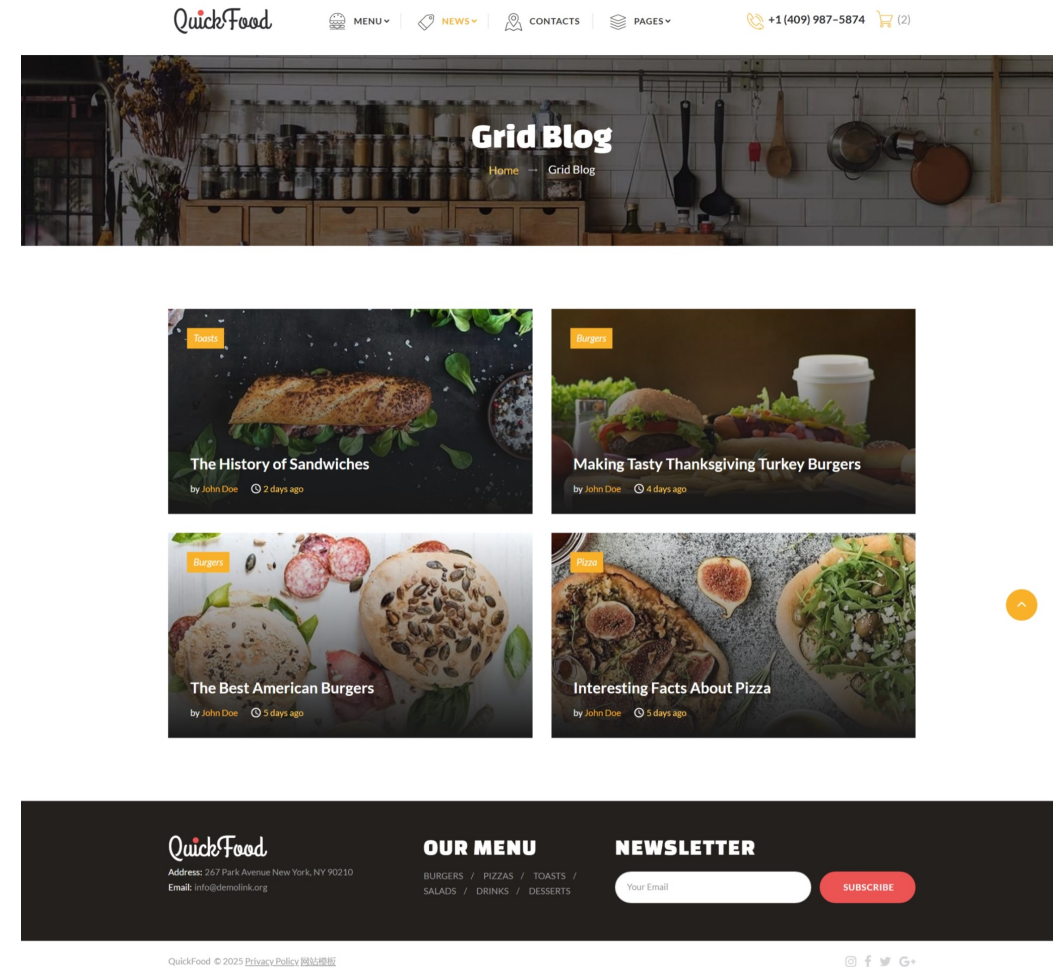 QuickFood
MENU
NEWS
CONTACTS
PAGES
+1 (409) 987–5874
(2)
Grid Blog
Home → Grid Blog
Toasts
The History of Sandwiches
by John Doe 2 days ago
Burgers
Making Tasty Thanksgiving Turkey Burgers
by John Doe 4 days ago
Burgers
The Best American Burgers
by John Doe 5 days ago
Pizza
Interesting Facts About Pizza
by John Doe 5 days ago
QuickFood
Address: 267 Park Avenue New York, NY 90210
Email: info@demolink.org
OUR MENU
BURGERS / PIZZAS / TOASTS /
SALADS / DRINKS / DESSERTS
NEWSLETTER
Your Email
SUBSCRIBE
QuickFood © 2025 Privacy Policy 网站模板